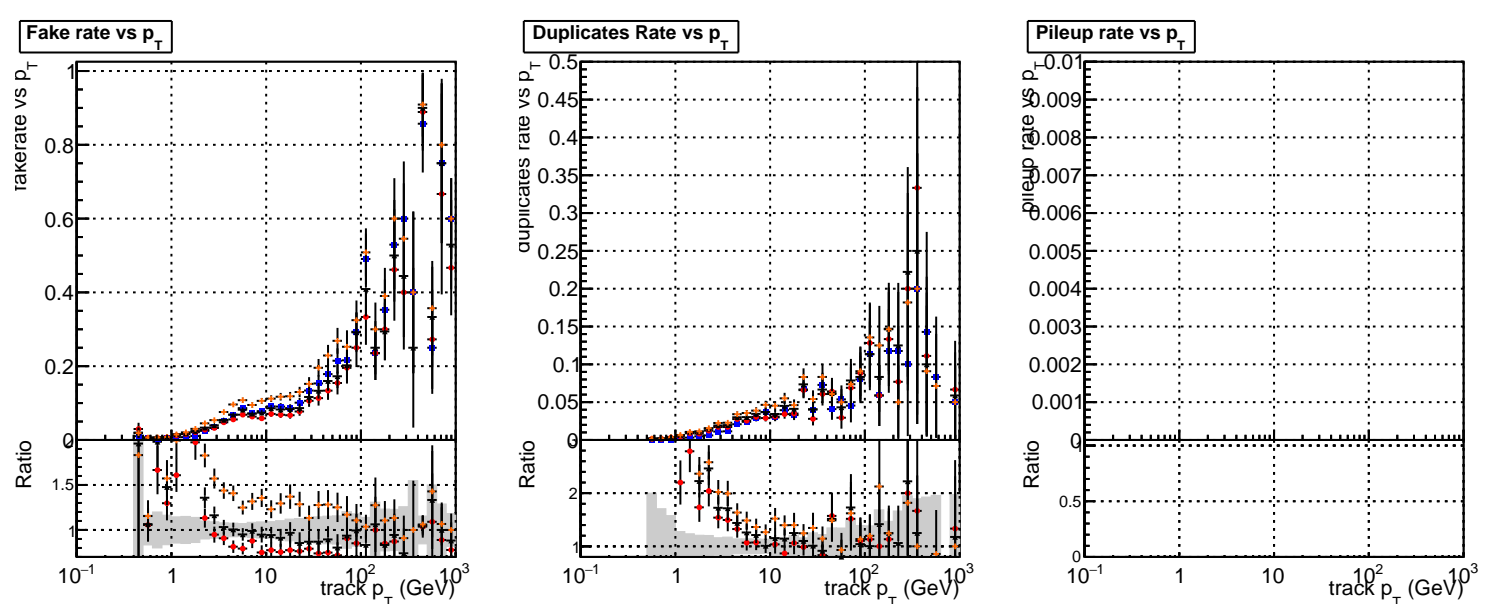 Fake rate vs p_T
fakerate vs p_T
1
0.8
0.6
0.4
0.2
0
Ratio
1.5
1
10^−1 1 10 10^2 10^3
track p_T (GeV)
Duplicates Rate vs p_T
duplicates rate vs p_T
0.5
0.45
0.4
0.35
0.3
0.25
0.2
0.15
0.1
0.05
0
Ratio
2
1
10^−1 1 10 10^2 10^3
track p_T (GeV)
Pileup rate vs p_T
pileup rate vs p_T
0.01
0.009
0.008
0.007
0.006
0.005
0.004
0.003
0.002
0.001
0
Ratio
1
0.5
0
10^−1 1 10 10^2 10^3
track p_T (GeV)